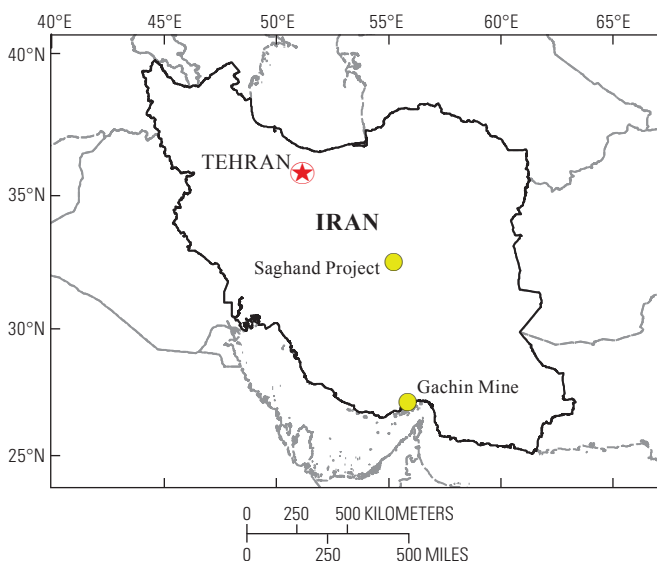 40°E 45°E 50°E 55°E 60°E 65°E
40°N
TEHRAN
35°N
IRAN
Saghand Project
30°N
Gachin Mine
25°N
0 250 500 KILOMETERS
0 250 500 MILES